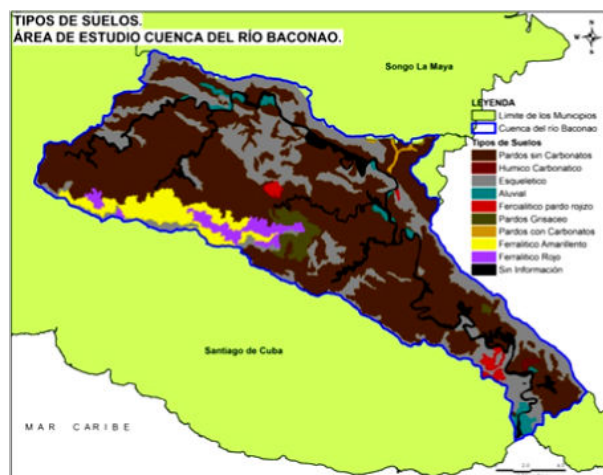 TIPOS DE SUELOS.
ÁREA DE ESTUDIO CUENCA DEL RÍO BACONAO.
N
Songo La Maya
LEYENDA
Límite de los Municipios
Cuenca del río Baconao
Tipos de Suelos
Pardos sin Carbonatos
Humico Carbonatico
Esqueletico
Aluvial
Fersialitico pardo rojizo
Pardos Grisaceo
Pardos con Carbonatos
Ferralitico Amarillento
Ferralitico Rojo
Sin Información
Santiago de Cuba
MAR CARIBE